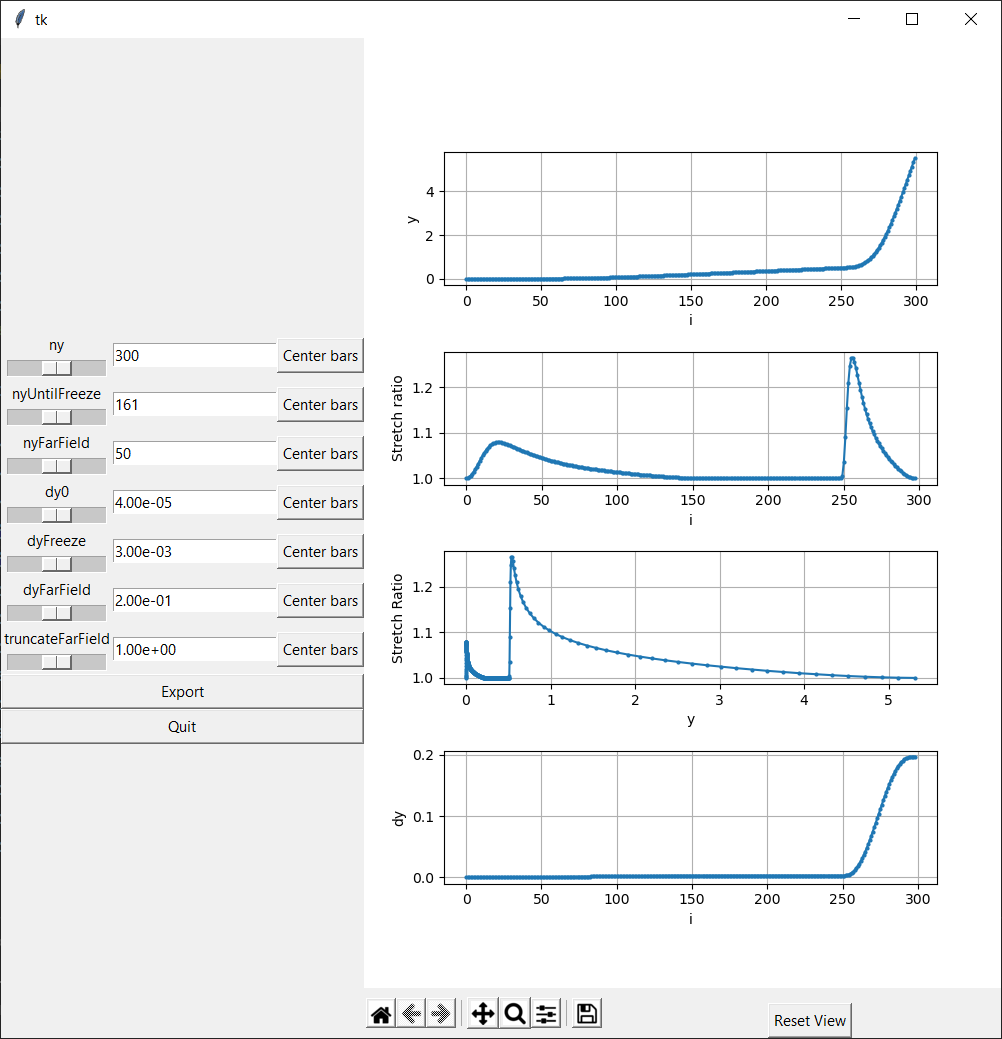 tk
ny
300
Center bars
nyUntilFreeze
161
Center bars
nyFarField
50
Center bars
dy0
4.00e-05
Center bars
dyFreeze
3.00e-03
Center bars
dyFarField
2.00e-01
Center bars
truncateFarField
1.00e+00
Center bars
Export
Quit
y
4
2
0
0 50 100 150 200 250 300
i
Stretch ratio
1.2
1.1
1.0
0 50 100 150 200 250 300
i
Stretch Ratio
1.2
1.1
1.0
0 1 2 3 4 5
y
dy
0.2
0.1
0.0
0 50 100 150 200 250 300
i
Reset View